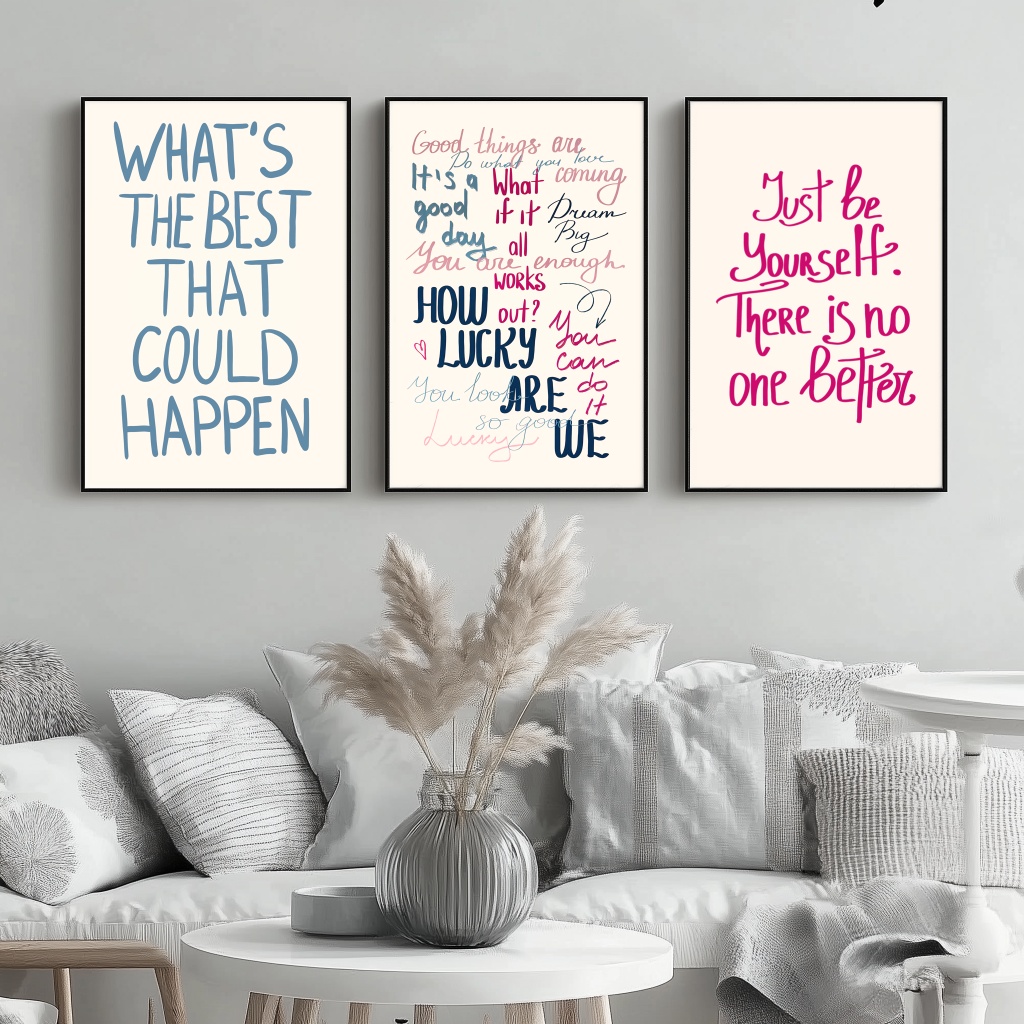 WHAT'S
THE BEST
THAT
COULD
HAPPEN
Good things are
coming
Do what you love
It's a
good
day
What
if it
all
WORKS
out?
Dream
Big
You are enough.
HOW
LUCKY
ARE
WE
You
can
do
it
You look
so good
Lucky
Just be
Yourself.
There is no
one better